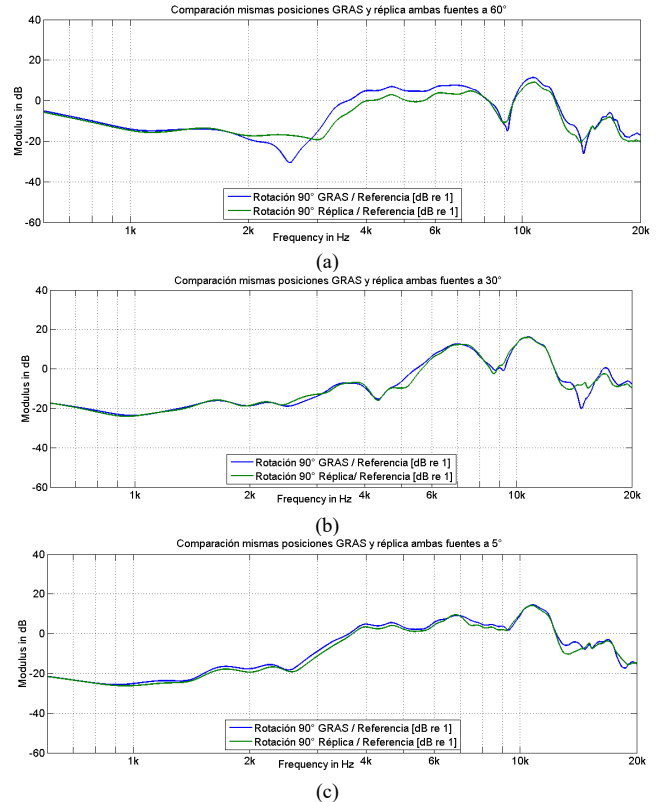 Comparación mismas posiciones GRAS y réplica ambas fuentes a 60°
40
20
0
-20
-40
-60
Modulus in dB
Rotación 90° GRAS / Referencia [dB re 1]
Rotación 90° Réplica / Referencia [dB re 1]
1k 2k 4k 6k 10k 20k
Frequency in Hz
(a)
Comparación mismas posiciones GRAS y réplica ambas fuentes a 30°
40
20
0
-20
-40
-60
Modulus in dB
Rotación 90° GRAS / Referencia [dB re 1]
Rotación 90° Réplica/ Referencia [dB re 1]
1k 2k 4k 6k 10k 20k
Frequency in Hz
(b)
Comparación mismas posiciones GRAS y réplica ambas fuentes a 5°
40
20
0
-20
-40
-60
Modulus in dB
Rotación 90° GRAS / Referencia [dB re 1]
Rotación 90° Réplica / Referencia [dB re 1]
1k 2k 4k 6k 10k 20k
Frequency in Hz
(c)